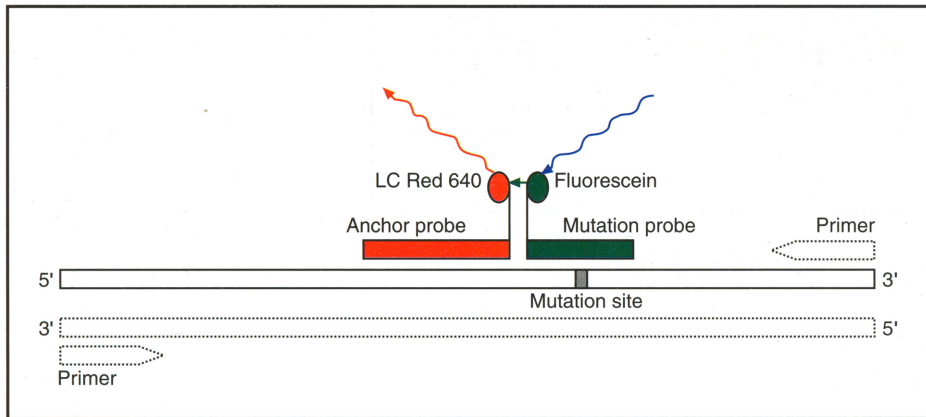 LC Red 640 Fluorescein
Anchor probe Mutation probe Primer
5' 3'
Mutation site
3' 5'
Primer